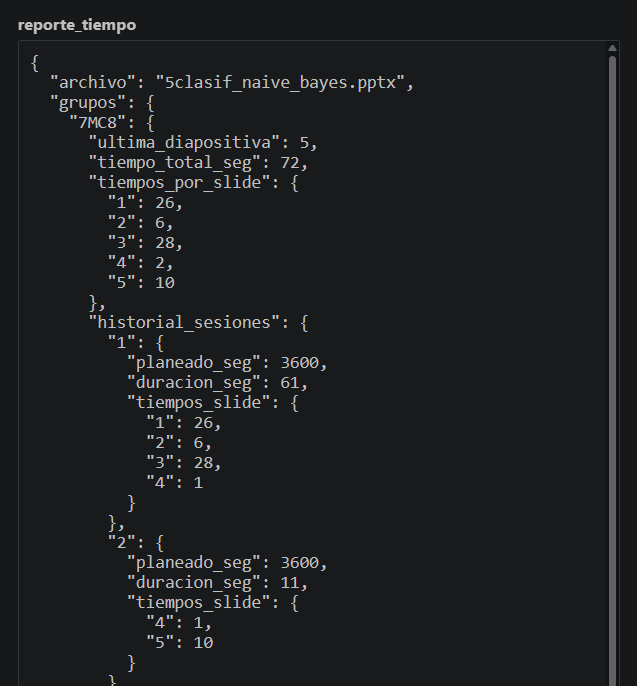 reporte_tiempo
{
  "archivo": "5clasif_naive_bayes.pptx",
  "grupos": {
    "7MC8": {
      "ultima_diapositiva": 5,
      "tiempo_total_seg": 72,
      "tiempos_por_slide": {
        "1": 26,
        "2": 6,
        "3": 28,
        "4": 2,
        "5": 10
      },
      "historial_sesiones": {
        "1": {
          "planeado_seg": 3600,
          "duracion_seg": 61,
          "tiempos_slide": {
            "1": 26,
            "2": 6,
            "3": 28,
            "4": 1
          }
        },
        "2": {
          "planeado_seg": 3600,
          "duracion_seg": 11,
          "tiempos_slide": {
            "4": 1,
            "5": 10
          }
        }